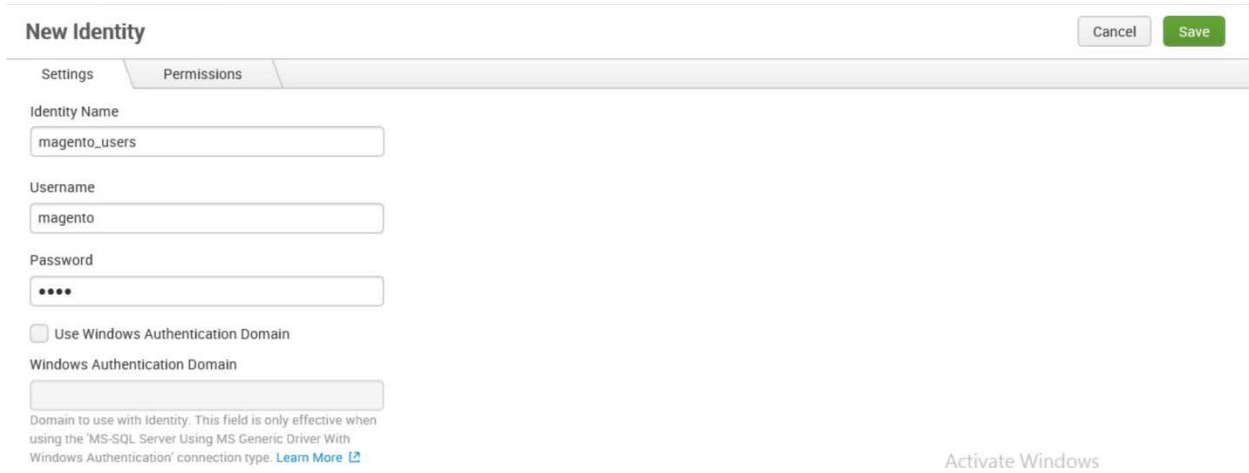 New Identity
Cancel
Save
Settings
Permissions
Identity Name
magento_users
Username
magento
Password
••••
Use Windows Authentication Domain
Windows Authentication Domain
Domain to use with Identity. This field is only effective when
using the 'MS-SQL Server Using MS Generic Driver With
Windows Authentication' connection type. Learn More
Activate Windows